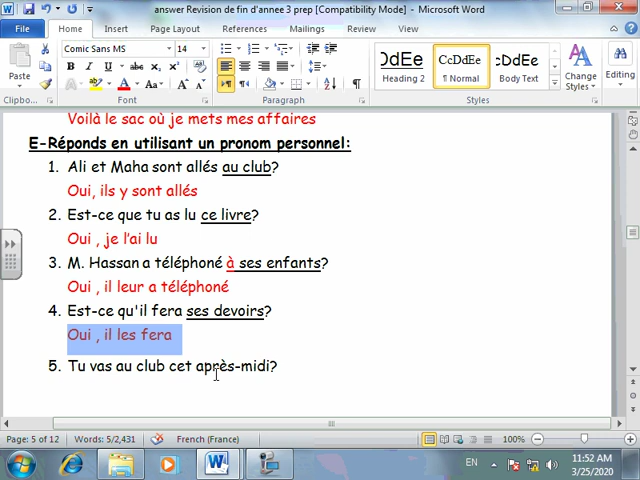 answer Revision de fin d'annee 3 prep [Compatibility Mode] - Microsoft Word
File Home Insert Page Layout References Mailings Review View
Paste Comic Sans MS 14 AaDdEe CcDdEe CcDdEe Change Styles Editing
Heading 2 ¶ Normal Body Text
Clipbo... Font Paragraph Styles
Voilà le sac où je mets mes affaires
E-Réponds en utilisant un pronom personnel:
1. Ali et Maha sont allés au club?
Oui, ils y sont allés
2. Est-ce que tu as lu ce livre?
Oui , je l'ai lu
3. M. Hassan a téléphoné à ses enfants?
Oui , il leur a téléphoné
4. Est-ce qu'il fera ses devoirs?
Oui , il les fera
5. Tu vas au club cet après-midi?
Page: 5 of 12 Words: 5/2,431 French (France) 100%
EN 11:52 AM
3/25/2020